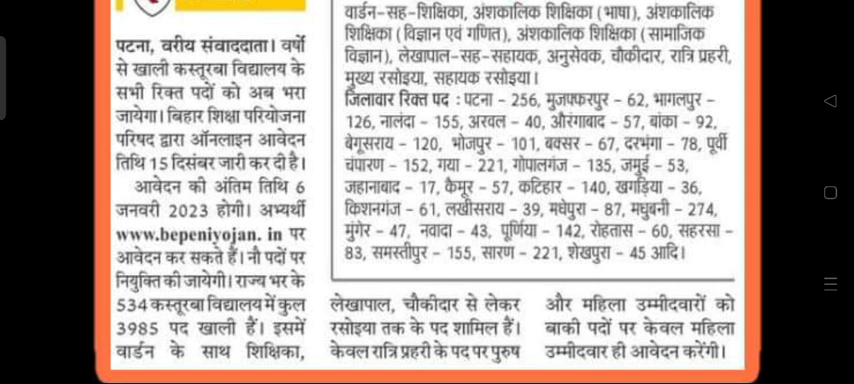 पटना, वरीय संवाददाता। वर्षो
से खाली कस्तूरबा विद्यालय के
सभी रिक्त पदों को अब भरा
जायेगा। बिहार शिक्षा परियोजना
परिषद द्वारा ऑनलाइन आवेदन
तिथि 15 दिसंबर जारी कर दी है।
आवेदन की अंतिम तिथि 6
जनवरी 2023 होगी। अभ्यर्थी
www.bepeniyojan. in पर
आवेदन कर सकते हैं। नौ पदों पर
नियुक्ति की जायेगी। राज्य भर के
534 कस्तूरबा विद्यालय में कुल
3985 पद खाली हैं। इसमें
वार्डन के साथ शिक्षिका,
वार्डन-सह-शिक्षिका, अंशकालिक शिक्षिका (भाषा), अंशकालिक
शिक्षिका (विज्ञान एवं गणित), अंशकालिक शिक्षिका (सामाजिक
विज्ञान), लेखापाल-सह-सहायक, अनुसेवक, चौकीदार, रात्रि प्रहरी,
मुख्य रसोइया, सहायक रसोइया।
जिलावार रिक्त पद : पटना - 256, मुजफ्फरपुर - 62, भागलपुर -
126, नालंदा - 155, अरवल - 40, औरंगाबाद - 57, बांका - 92,
बेगूसराय - 120, भोजपुर - 101, बक्सर - 67, दरभंगा - 78, पूर्वी
चंपारण - 152, गया - 221, गोपालगंज - 135, जमुई - 53,
जहानाबाद - 17, कैमूर - 57, कटिहार - 140, खगड़िया - 36,
किशनगंज - 61, लखीसराय - 39, मधेपुरा - 87, मधुबनी - 274,
मुंगेर - 47, नवादा - 43, पूर्णिया - 142, रोहतास - 60, सहरसा -
83, समस्तीपुर - 155, सारण - 221, शेखपुरा - 45 आदि।
लेखापाल, चौकीदार से लेकर
रसोइया तक के पद शामिल हैं।
केवल रात्रि प्रहरी के पद पर पुरुष
और महिला उम्मीदवारों को
बाकी पदों पर केवल महिला
उम्मीदवार ही आवेदन करेंगी।